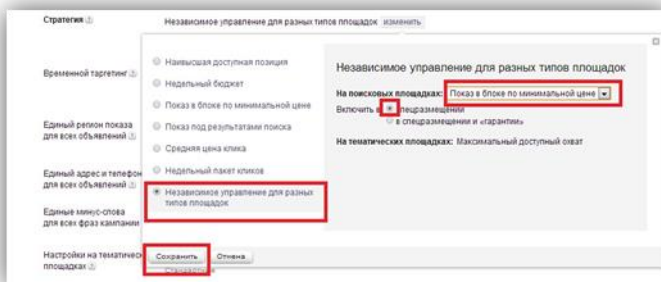 Стратегия
Независимое управление для разных типов площадок изменить
Временной таргетинг
Единый регион показа
для всех объявлений
Единый адрес и телефон
для всех объявлений
Единые минус-слова
для всех фраз кампании
Настройки на тематичес
площадках
Наивысшая доступная позиция
Недельный бюджет
Показ в блоке по минимальной цене
Показ под результатами поиска
Средняя цена клика
Недельный пакет кликов
Независимое управление для разных
типов площадок
Независимое управление для разных типов площадок
На поисковых площадках: Показ в блоке по минимальной цене
Включить в спецразмещении
в спецразмещении и «гарантии»
На тематических площадках: Максимальный доступный охват
Сохранить Отмена